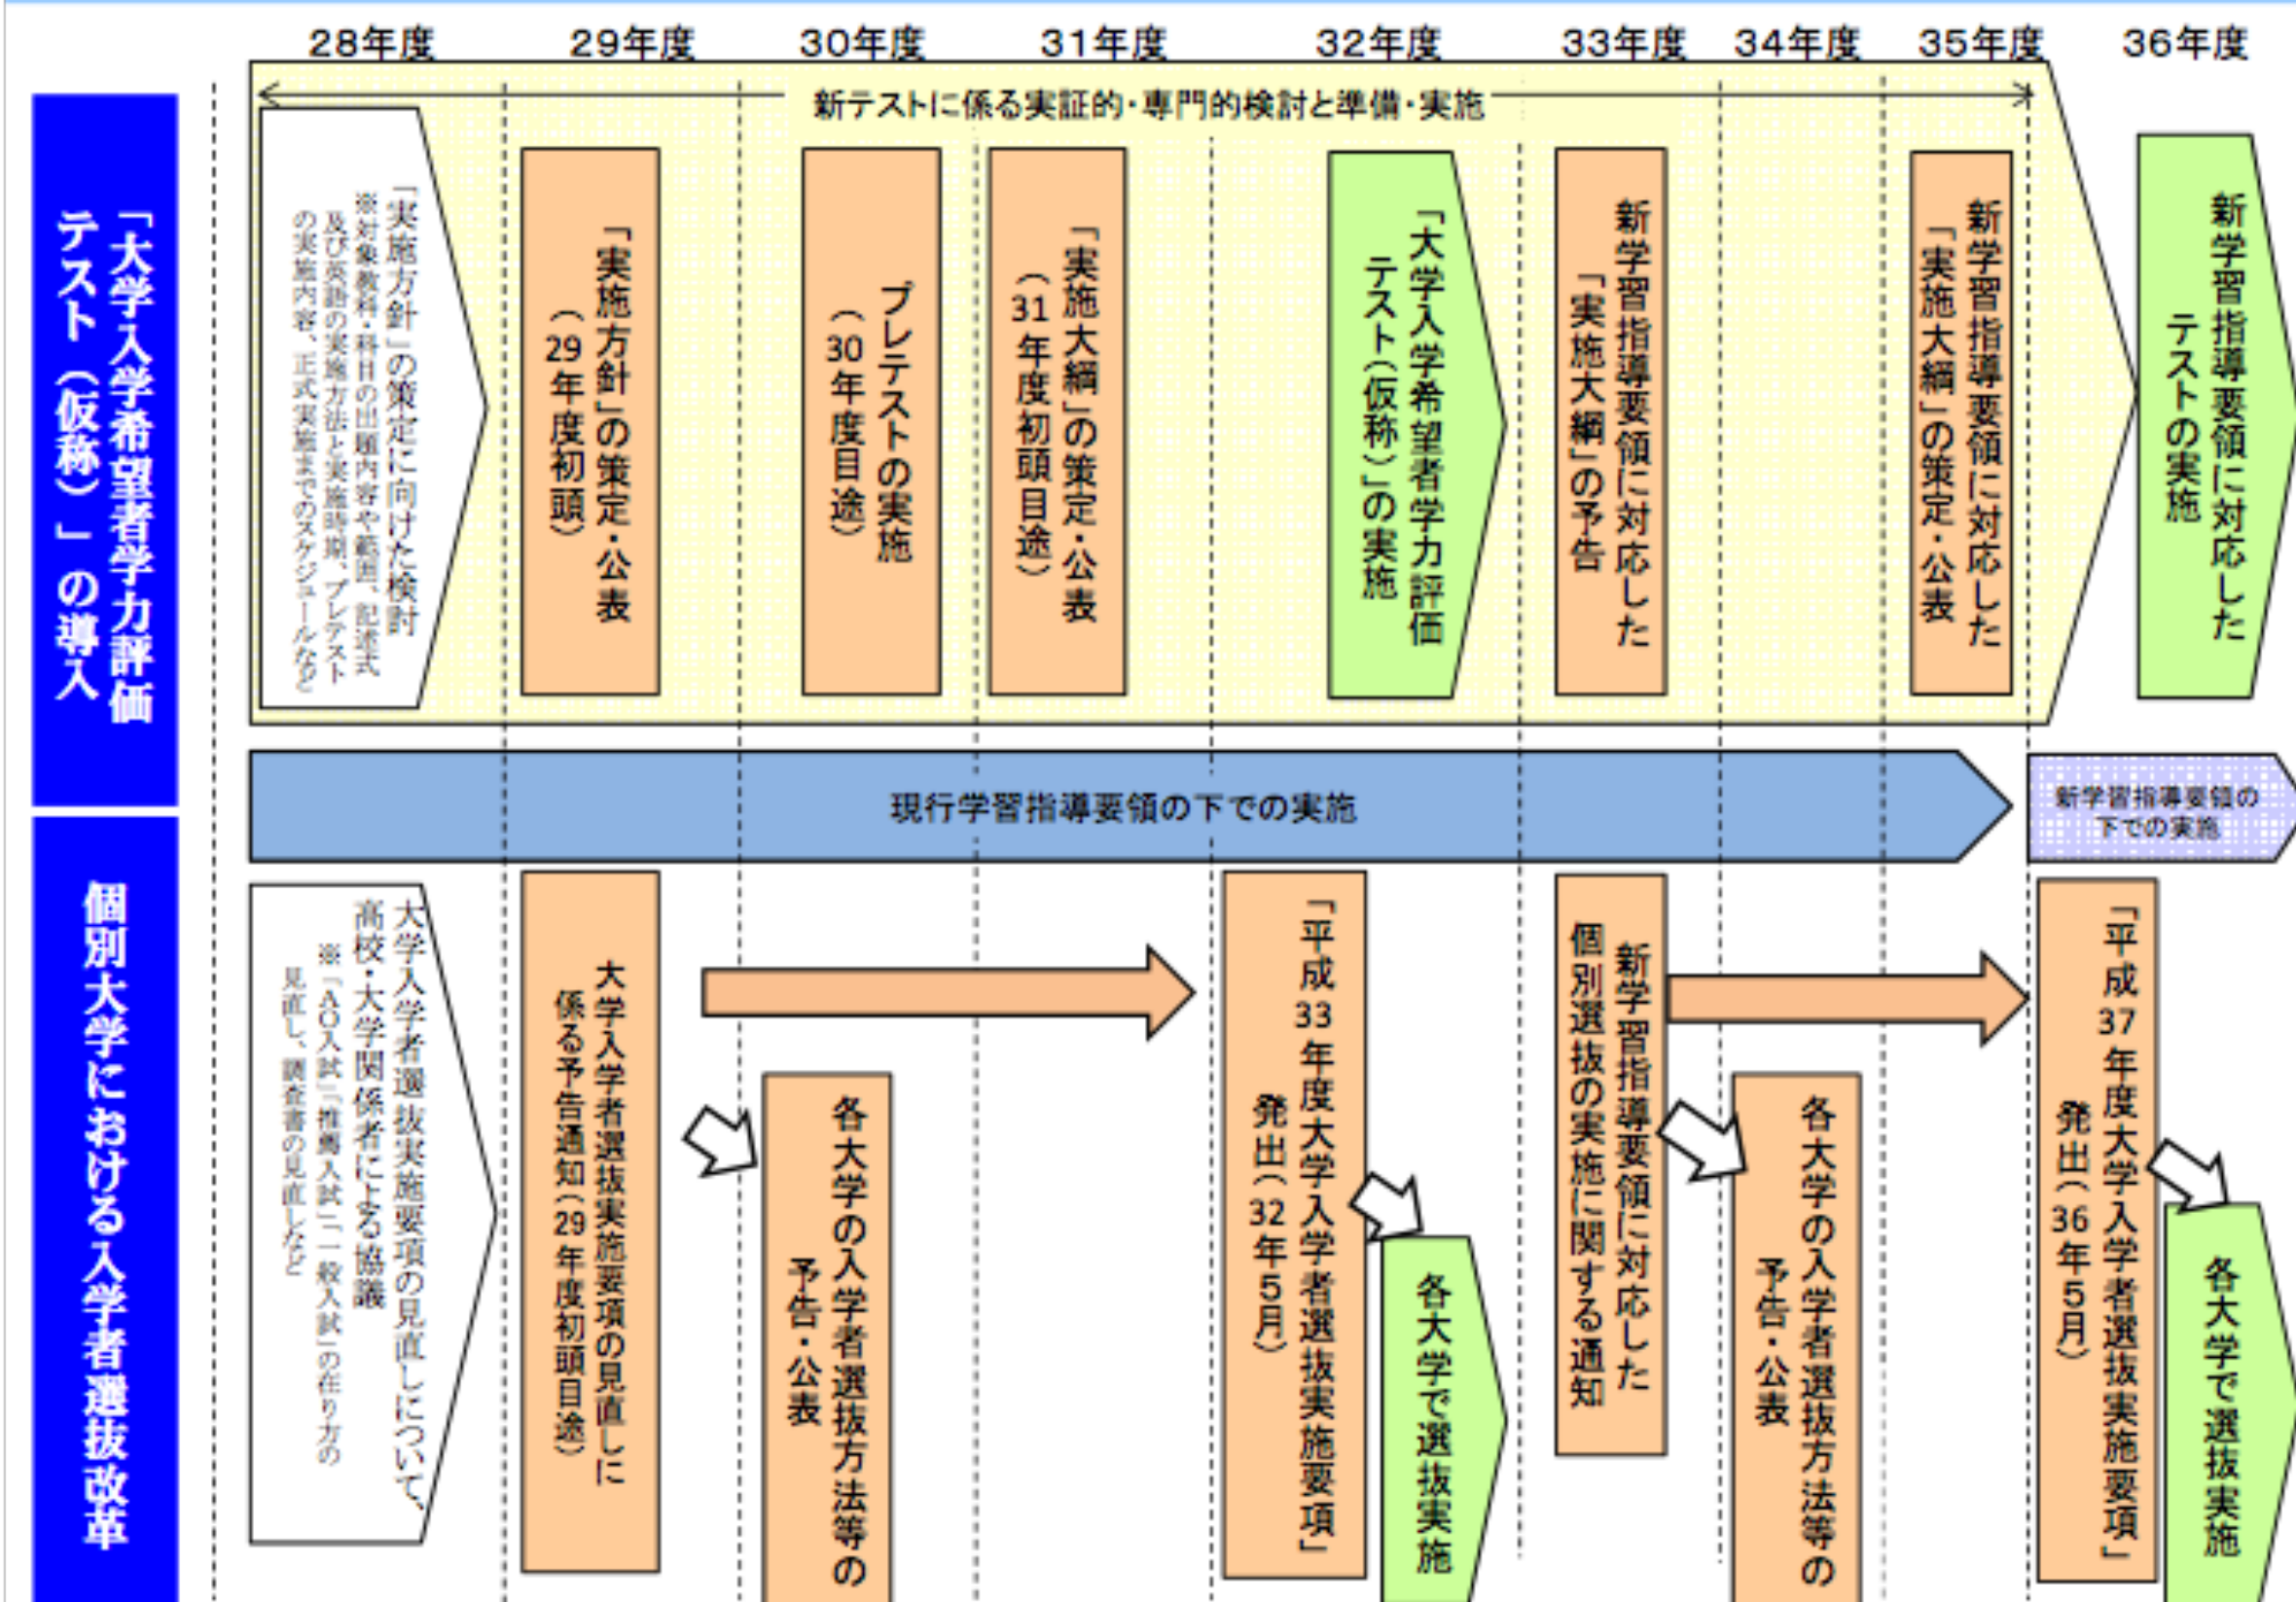 28年度
29年度
30年度
31年度
32年度
33年度
34年度
35年度
36年度
「大学入学希望者学力評価
テスト（仮称）」の導入
新テストに係る実証的・専門的検討と準備・実施
「実施方針」の策定に向けた検討
※対象教科・科目の出題内容や範囲、記述式
及び英語の実施方法と実施時期、プレテスト
の実施内容、正式実施までのスケジュールなど
「実施方針」の策定・公表
（29年度初頭）
プレテストの実施
（30年度目途）
「実施大綱」の策定・公表
（31年度初頭目途）
「大学入学希望者学力評価
テスト（仮称）」の実施
新学習指導要領に対応した
「実施大綱」の予告
新学習指導要領に対応した
「実施大綱」の策定・公表
新学習指導要領に対応した
テストの実施
現行学習指導要領の下での実施
新学習指導要領の
下での実施
個別大学における入学者選抜改革
大学入学者選抜実施要項の見直しについて、
高校・大学関係者による協議
※「AO入試」「推薦入試」「一般入試」の在り方の
見直し、調査書の見直しなど
大学入学者選抜実施要項の見直しに
係る予告通知（29年度初頭目途）
各大学の入学者選抜方法等の
予告・公表
「平成33年度大学入学者選抜実施要項」
発出（32年5月）
各大学で選抜実施
新学習指導要領に対応した
個別選抜の実施に関する通知
各大学の入学者選抜方法等の
予告・公表
「平成37年度大学入学者選抜実施要項」
発出（36年5月）
各大学で選抜実施